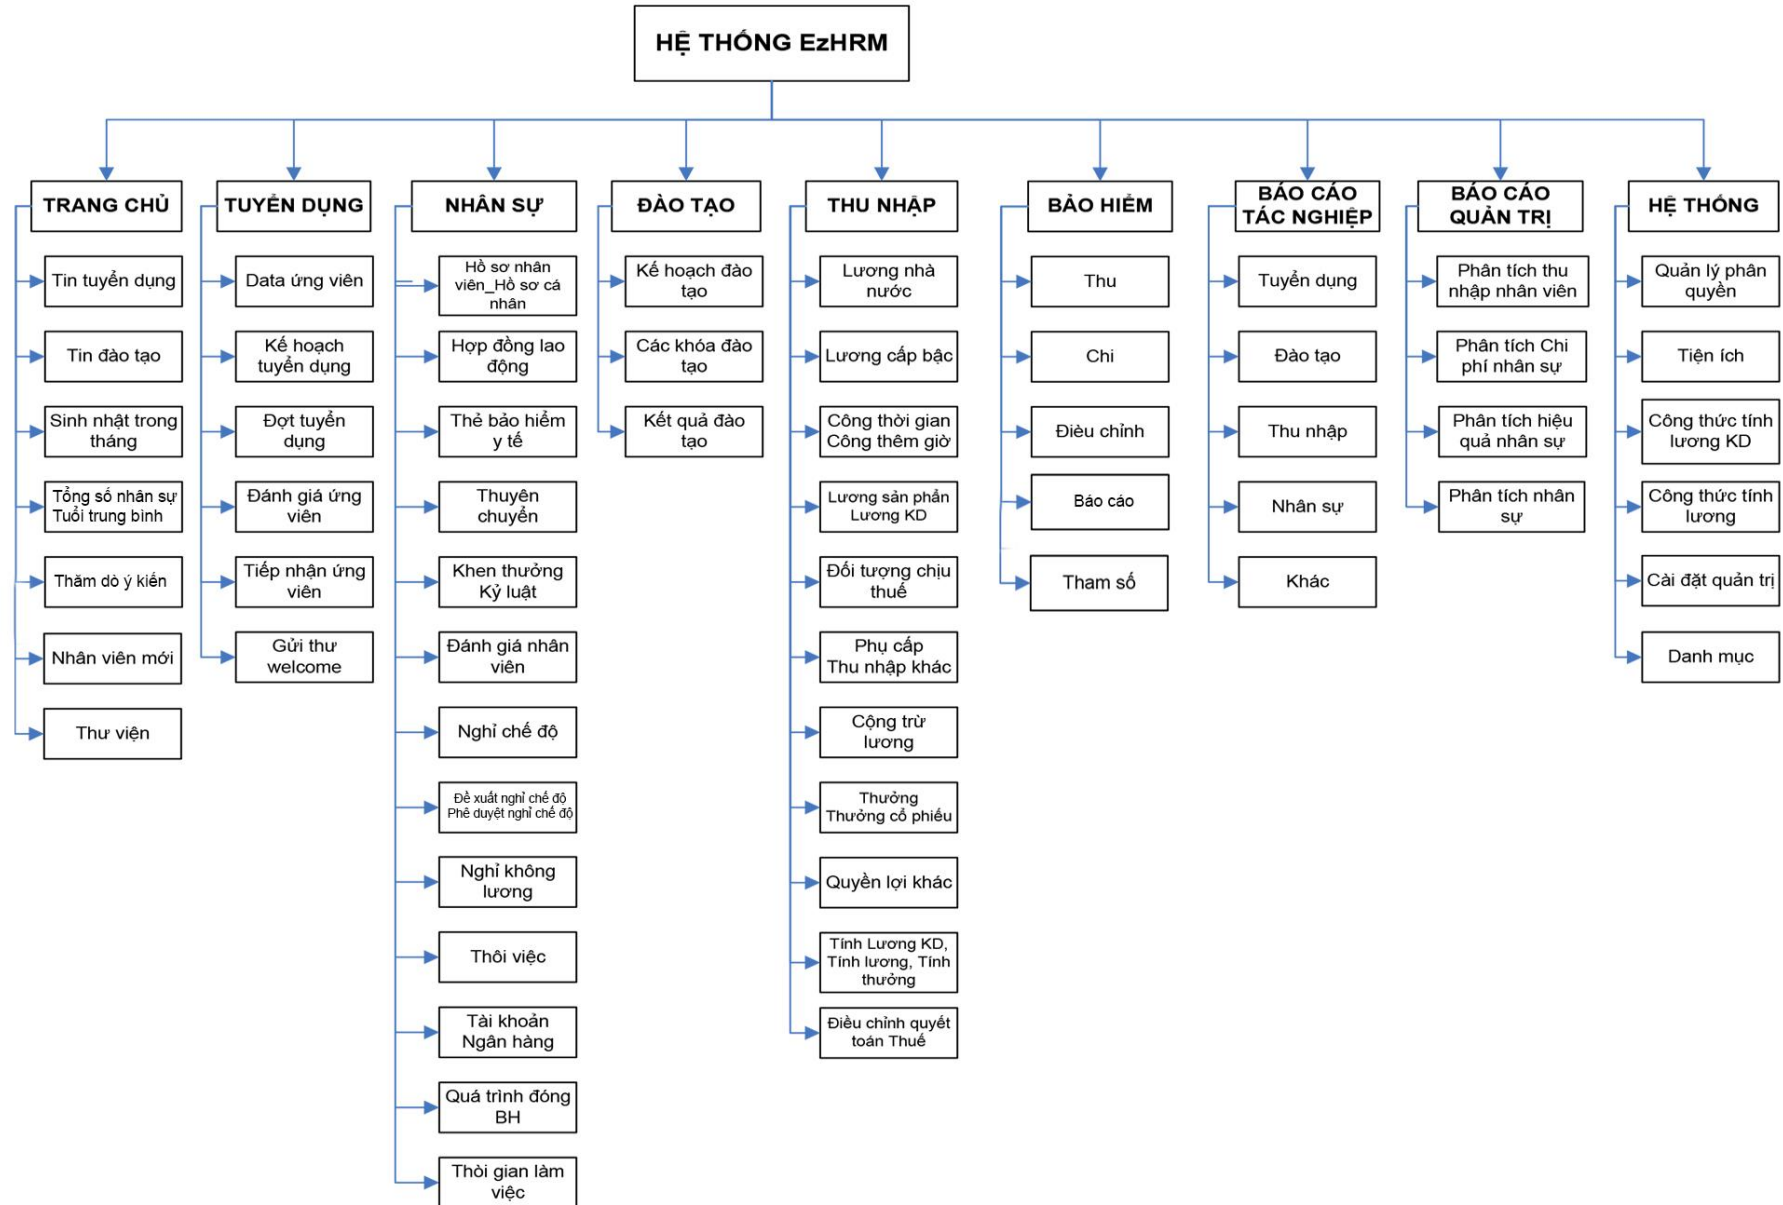 HỆ THỐNG EzHRM
TRANG CHỦ
Tin tuyển dụng
Tin đào tạo
Sinh nhật trong
tháng
Tổng số nhân sự
Tuổi trung bình
Thăm dò ý kiến
Nhân viên mới
Thư viện
TUYỂN DỤNG
Data ứng viên
Kế hoạch
tuyển dụng
Đợt tuyển
dụng
Đánh giá ứng
viên
Tiếp nhận ứng
viên
Gửi thư
welcome
NHÂN SỰ
Hồ sơ nhân
viên_Hồ sơ cá
nhân
Hợp đồng lao
động
Thẻ bảo hiểm
y tế
Thuyên
chuyển
Khen thưởng
Kỷ luật
Đánh giá nhân
viên
Nghỉ chế độ
Đề xuất nghỉ chế độ
Phê duyệt nghỉ chế độ
Nghỉ không
lương
Thôi việc
Tài khoản
Ngân hàng
Quá trình đóng
BH
Thời gian làm
việc
ĐÀO TẠO
Kế hoạch đào
tạo
Các khóa đào
tạo
Kết quả đào
tạo
THU NHẬP
Lương nhà
nước
Lương cấp bậc
Công thời gian
Công thêm giờ
Lương sản phẩn
Lương KD
Đối tượng chịu
thuế
Phụ cấp
Thu nhập khác
Cộng trừ
lương
Thưởng
Thưởng cổ phiếu
Quyền lợi khác
Tính Lương KD,
Tính lương, Tính
thưởng
Điều chỉnh quyết
toán Thuế
BẢO HIỂM
Thu
Chi
Điều chỉnh
Báo cáo
Tham số
BÁO CÁO
TÁC NGHIỆP
Tuyển dụng
Đào tạo
Thu nhập
Nhân sự
Khác
BÁO CÁO
QUẢN TRỊ
Phân tích thu
nhập nhân viên
Phân tích Chi
phí nhân sự
Phân tích hiệu
quả nhân sự
Phân tích nhân
sự
HỆ THỐNG
Quản lý phân
quyền
Tiện ích
Công thức tính
lương KD
Công thức tính
lương
Cài đặt quản trị
Danh mục